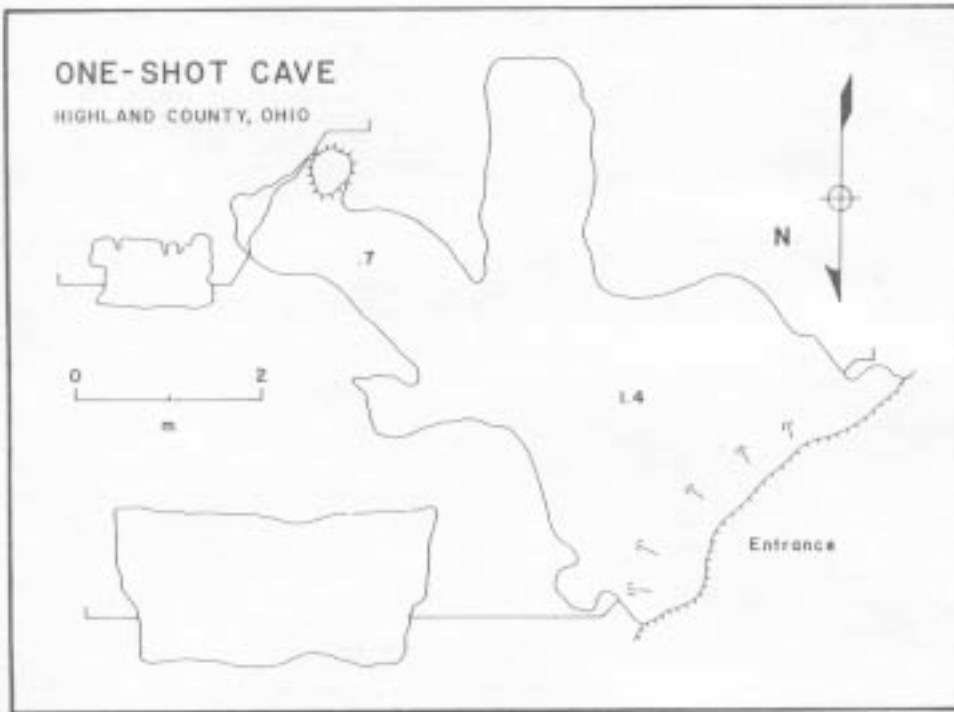 ONE-SHOT CAVE
HIGHLAND COUNTY, OHIO
.7
N
0 2
m
1.4
Entrance